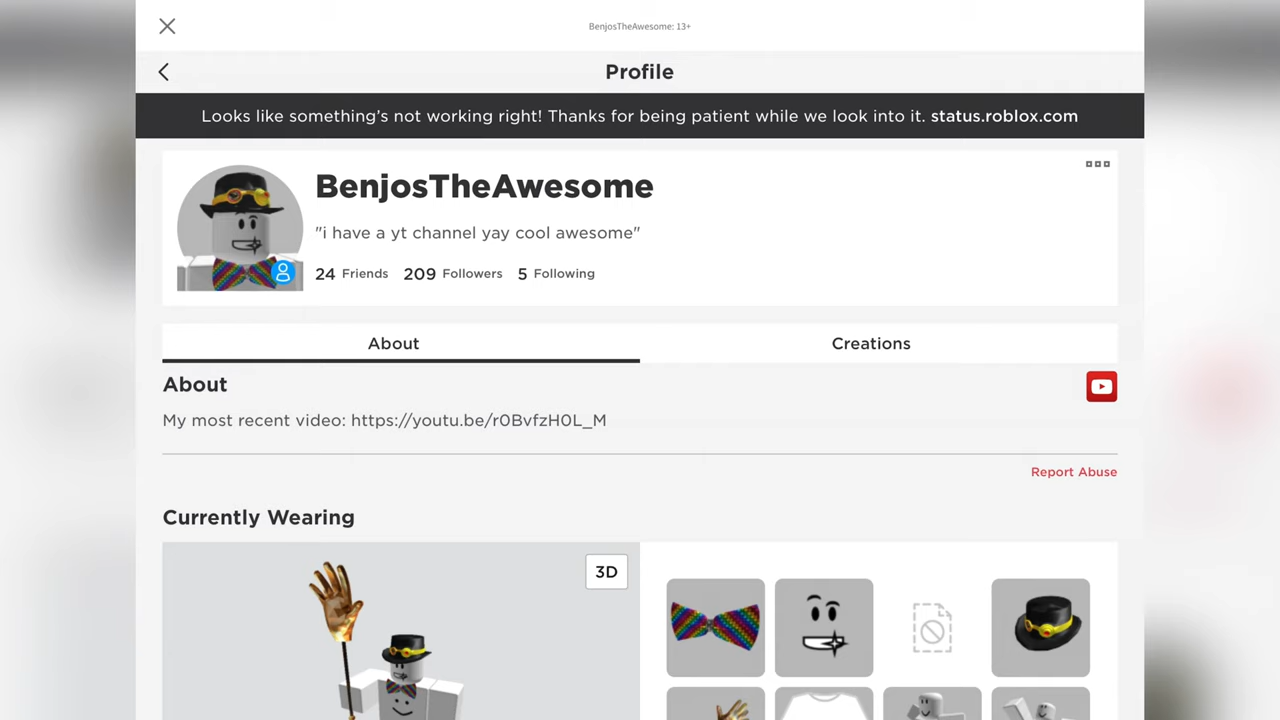 BenjosTheAwesome: 13+
Profile
Looks like something's not working right! Thanks for being patient while we look into it. status.roblox.com
BenjosTheAwesome
"i have a yt channel yay cool awesome"
24 Friends 209 Followers 5 Following
About Creations
About
My most recent video: https://youtu.be/r0BvfzH0L_M
Report Abuse
Currently Wearing
3D